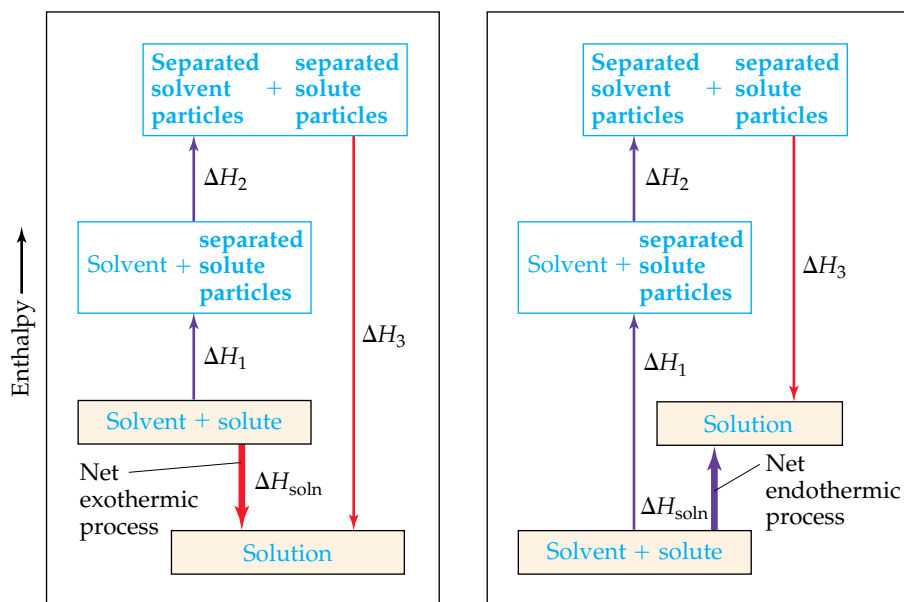 Enthalpy
Separated separated
solvent + solute
particles particles
ΔH2
separated
Solvent + solute
particles
ΔH1
ΔH3
Solvent + solute
Net
exothermic
process
ΔHsoln
Solution
Separated separated
solvent + solute
particles particles
ΔH2
separated
Solvent + solute
particles
ΔH3
ΔH1
Solution
Net
endothermic
process
ΔHsoln
Solvent + solute